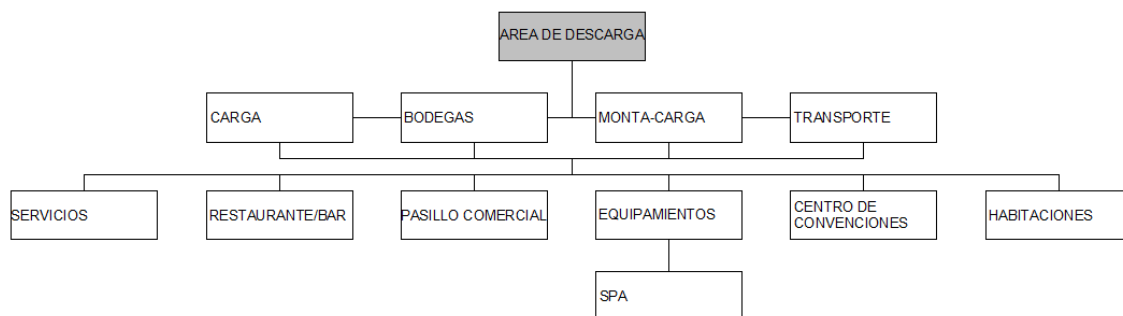 AREA DE DESCARGA
CARGA
BODEGAS
MONTA-CARGA
TRANSPORTE
SERVICIOS
RESTAURANTE/BAR
PASILLO COMERCIAL
EQUIPAMIENTOS
CENTRO DE
CONVENCIONES
HABITACIONES
SPA